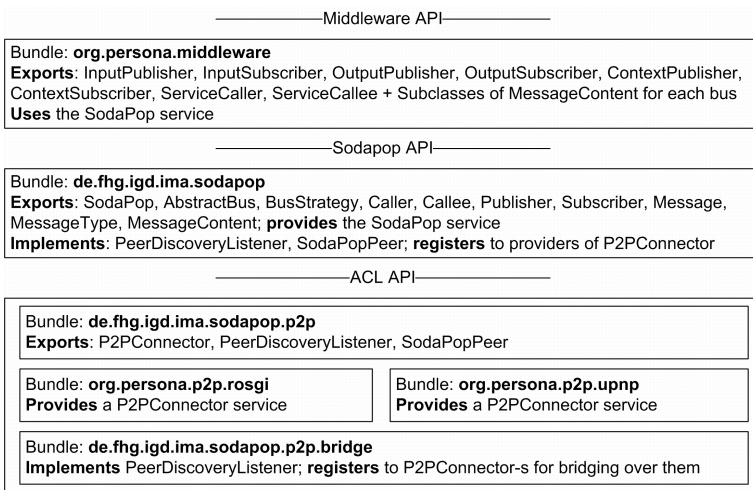 Middleware API
Bundle: org.persona.middleware
Exports: InputPublisher, InputSubscriber, OutputPublisher, OutputSubscriber, ContextPublisher,
ContextSubscriber, ServiceCaller, ServiceCallee + Subclasses of MessageContent for each bus
Uses the SodaPop service
Sodapop API
Bundle: de.fhg.igd.ima.sodapop
Exports: SodaPop, AbstractBus, BusStrategy, Caller, Callee, Publisher, Subscriber, Message,
MessageType, MessageContent; provides the SodaPop service
Implements: PeerDiscoveryListener, SodaPopPeer; registers to providers of P2PConnector
ACL API
Bundle: de.fhg.igd.ima.sodapop.p2p
Exports: P2PConnector, PeerDiscoveryListener, SodaPopPeer
Bundle: org.persona.p2p.rosgi
Provides a P2PConnector service
Bundle: org.persona.p2p.upnp
Provides a P2PConnector service
Bundle: de.fhg.igd.ima.sodapop.p2p.bridge
Implements PeerDiscoveryListener; registers to P2PConnector-s for bridging over them